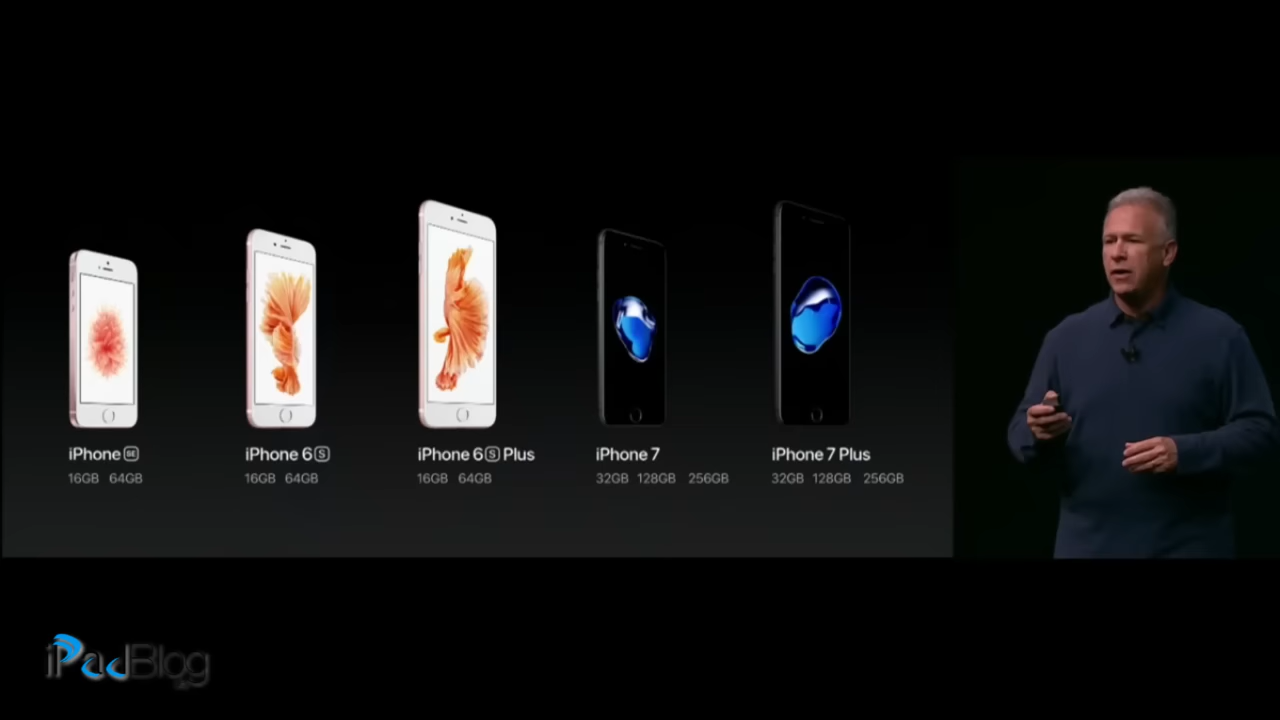 iPhone SE
16GB 64GB
iPhone 6S
16GB 64GB
iPhone 6S Plus
16GB 64GB
iPhone 7
32GB 128GB 256GB
iPhone 7 Plus
32GB 128GB 256GB
iPadBlog